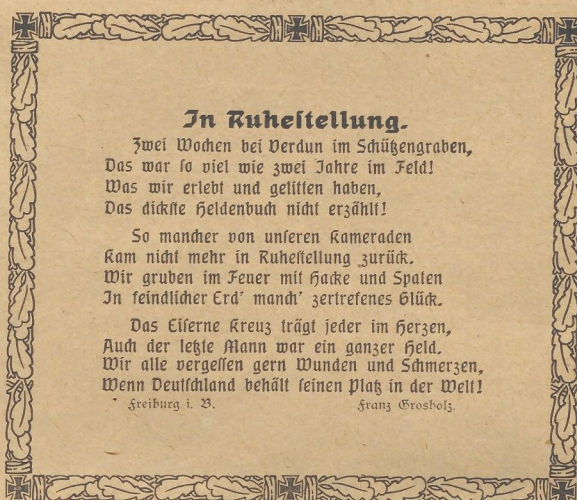 In Ruhestellung.
Zwei Wochen bei Verdun im Schützengraben,
Das war so viel wie zwei Jahre im Feld!
Was wir erlebt und gelitten haben,
Das dickste Heldenbuch nicht erzählt!
So mancher von unseren Kameraden
Kam nicht mehr in Ruhestellung zurück.
Wir gruben im Feuer mit Hacke und Spaten
In feindlicher Erd' manch' zertretenes Glück.
Das Eiserne Kreuz trägt jeder im Herzen,
Auch der letzte Mann war ein ganzer Held.
Wir alle vergessen gern Wunden und Schmerzen,
Wenn Deutschland behält seinen Platz in der Welt!
Freiburg i. B. Franz Grosholz.